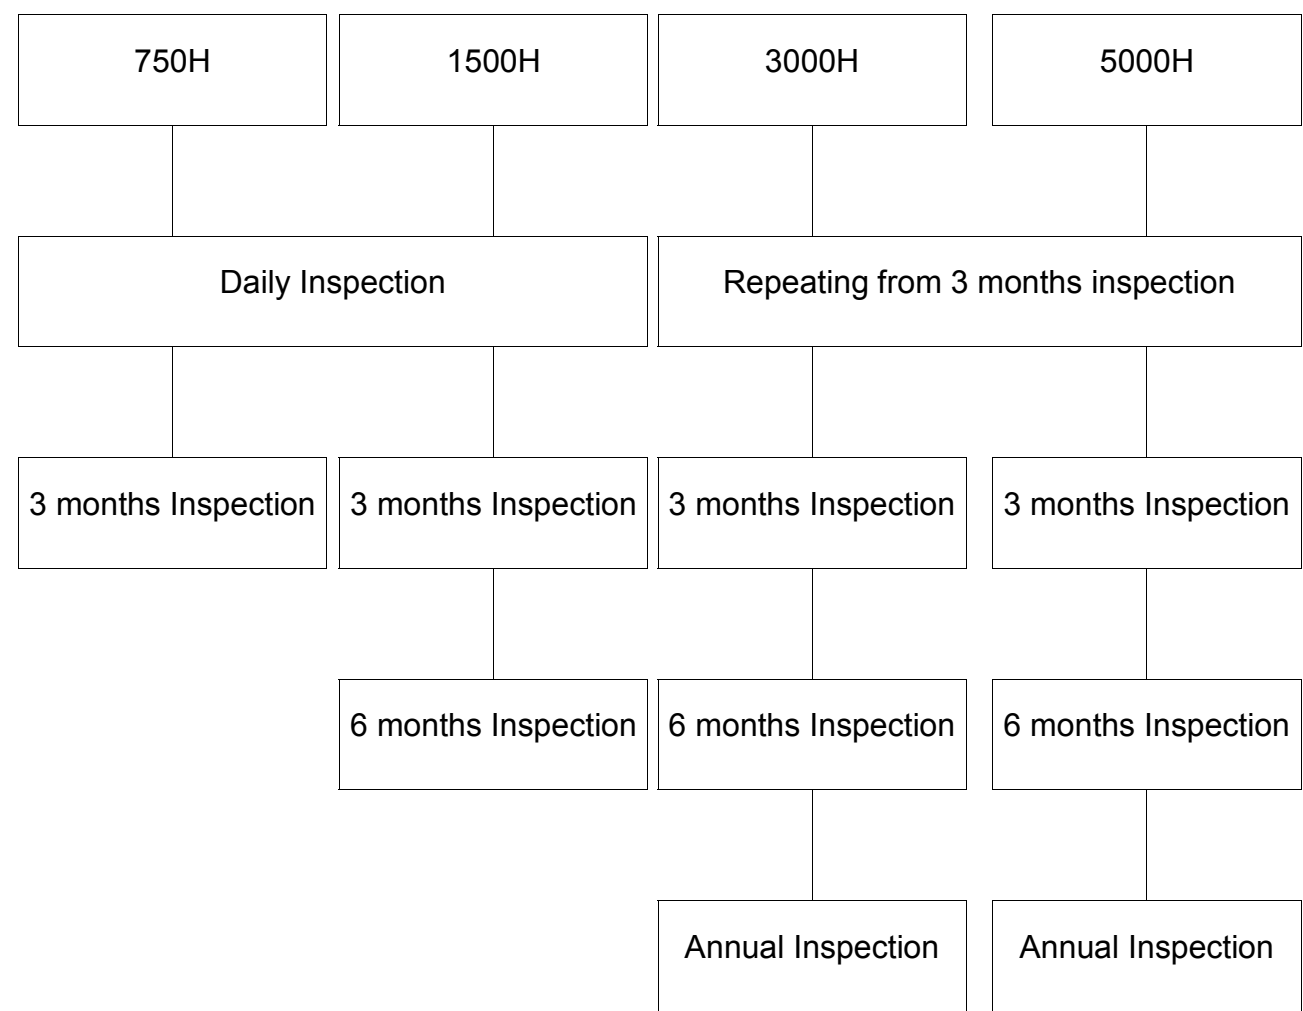 750H
1500H
3000H
5000H
Daily Inspection
Repeating from 3 months inspection
3 months Inspection
3 months Inspection
3 months Inspection
3 months Inspection
6 months Inspection
6 months Inspection
6 months Inspection
Annual Inspection
Annual Inspection